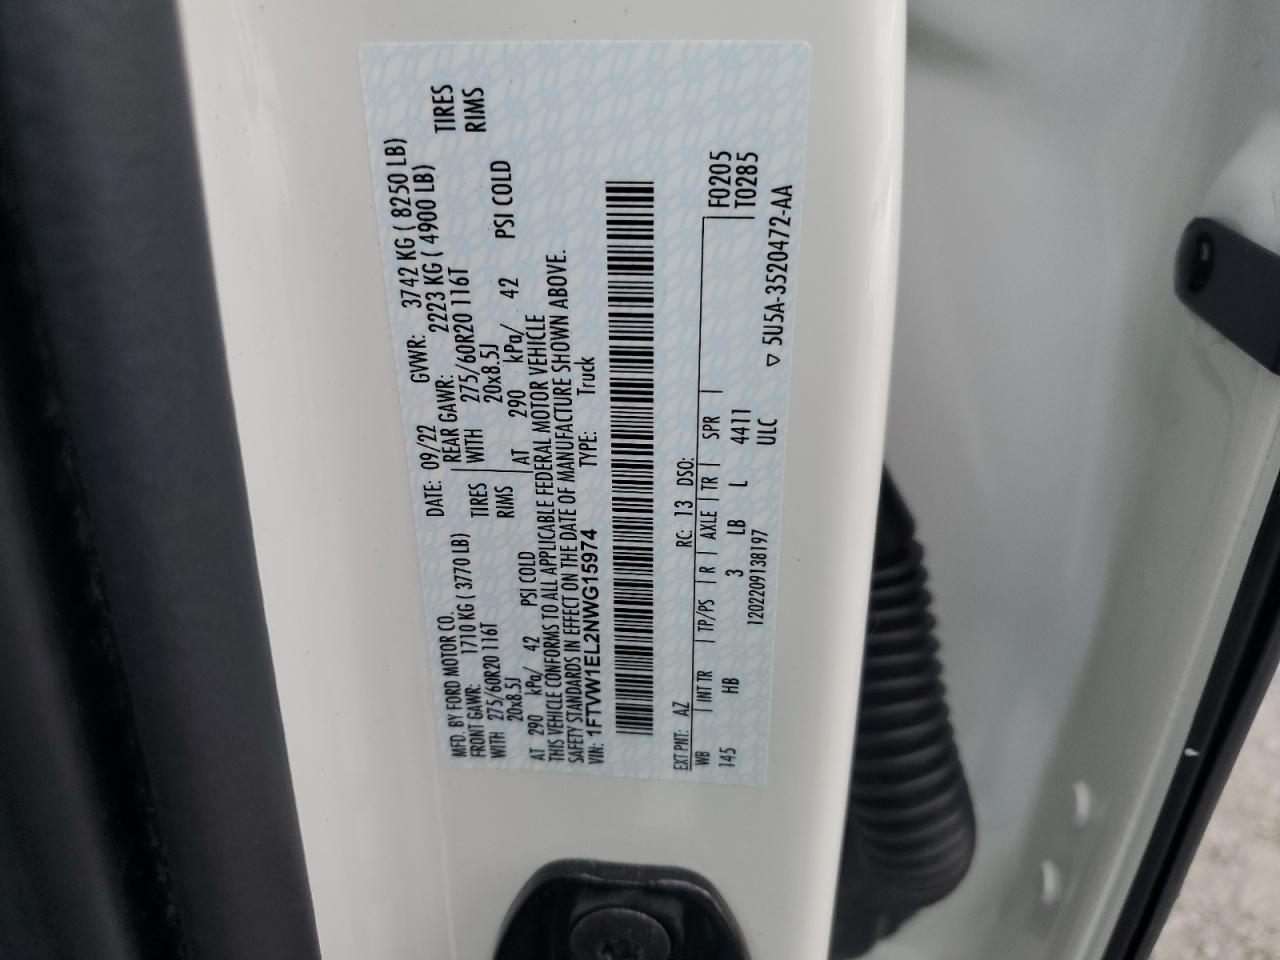 MFD. BY FORD MOTOR CO. DATE: 09/22 GVWR: 3742 KG ( 8250 LB)
FRONT GAWR: 1710 KG ( 3770 LB) REAR GAWR: 2223 KG ( 4900 LB)
WITH 275/60R20 116T TIRES WITH 275/60R20 116T TIRES
20x8.5J RIMS 20x8.5J RIMS
AT 290 kPa/ 42 PSI COLD AT 290 kPa/ 42 PSI COLD
THIS VEHICLE CONFORMS TO ALL APPLICABLE FEDERAL MOTOR VEHICLE
SAFETY STANDARDS IN EFFECT ON THE DATE OF MANUFACTURE SHOWN ABOVE.
VIN: 1FTVW1EL2NWG15974 TYPE: Truck
EXT PNT: AZ RC: 13 DSO: F0205
WB INT TR TP/PS R AXLE TR SPR T0285
145 HB 3 LB L 4411
1202209138197 ULC ▽ 5U5A-3520472-AA